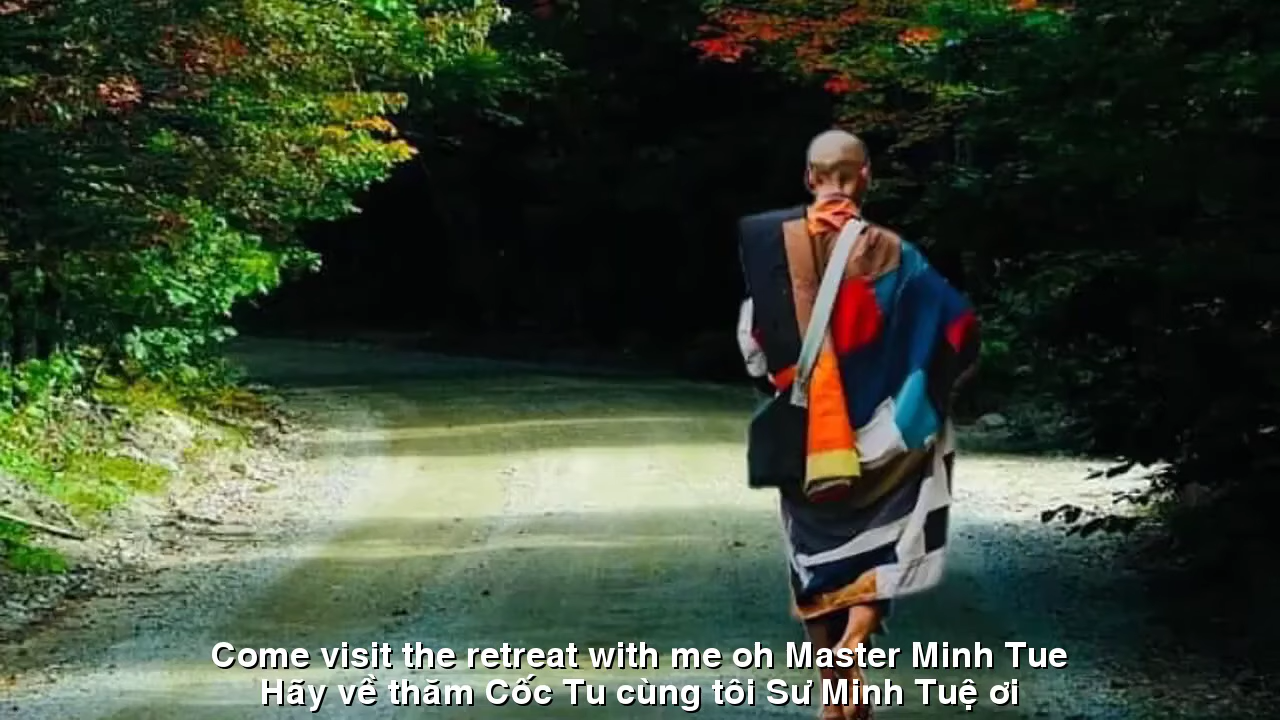 Come visit the retreat with me oh Master Minh Tue
Hãy về thăm Cốc Tu cùng tôi Sư Minh Tuệ ơi